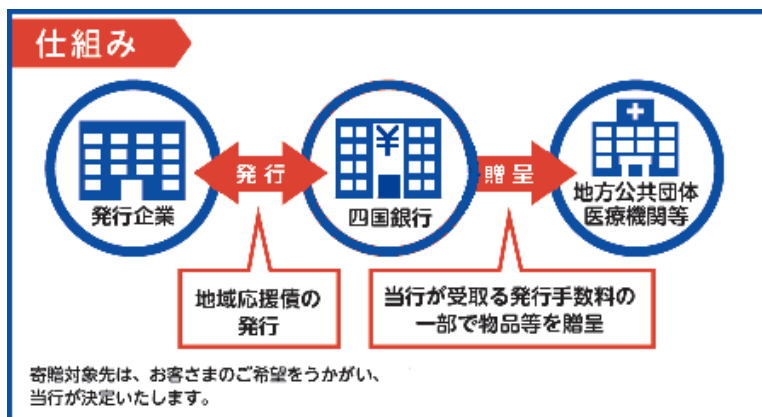 仕組み
発行企業
発行
四国銀行
¥
贈呈
地方公共団体
医療機関等
地域応援債の
発行
当行が受取る発行手数料の
一部で物品等を贈呈
寄贈対象先は、お客さまのご希望をうかがい、
当行が決定いたします。